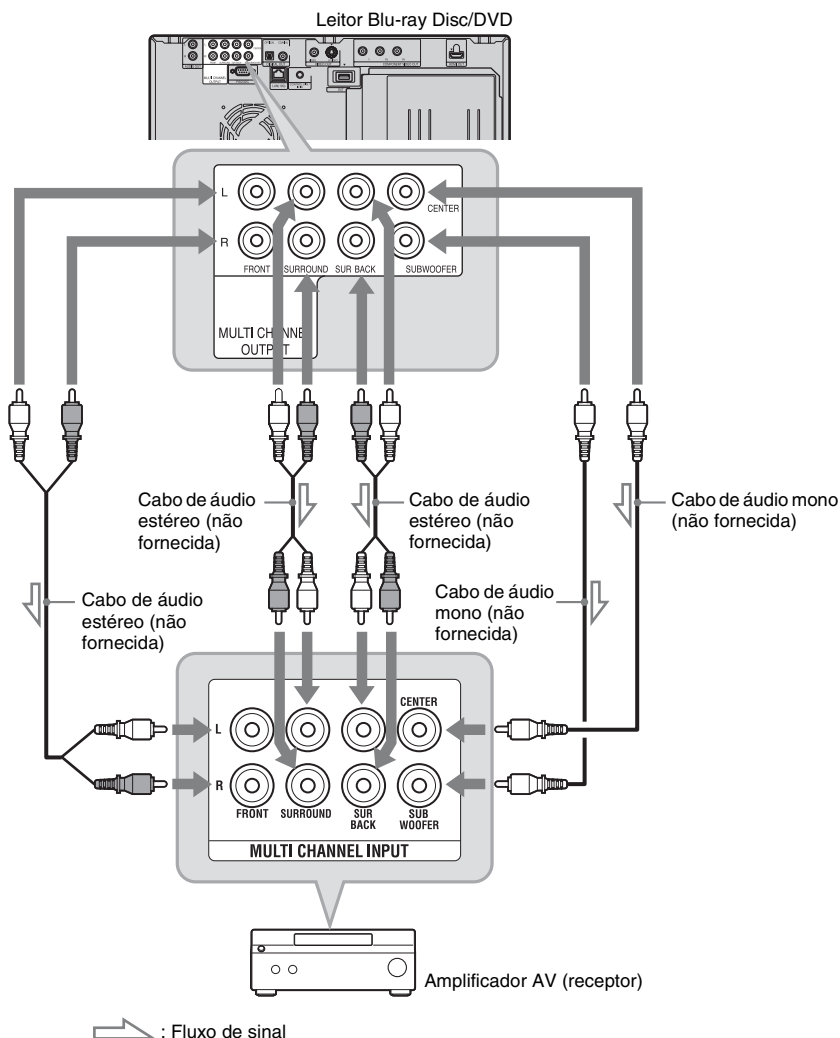 Leitor Blu-ray Disc/DVD
MULTI CHANNEL
OUTPUT
L
CENTER
R
FRONT
SURROUND
SUR BACK
SUBWOOFER
MULTI CHANNEL
OUTPUT
Cabo de áudio
estéreo (não
fornecida)
Cabo de áudio
estéreo (não
fornecida)
Cabo de áudio mono
(não fornecida)
Cabo de áudio
estéreo (não
fornecida)
Cabo de áudio
mono (não
fornecida)
CENTER
L
R
FRONT
SURROUND
SUR
BACK
SUB
WOOFER
MULTI CHANNEL INPUT
Amplificador AV (receptor)
: Fluxo de sinal